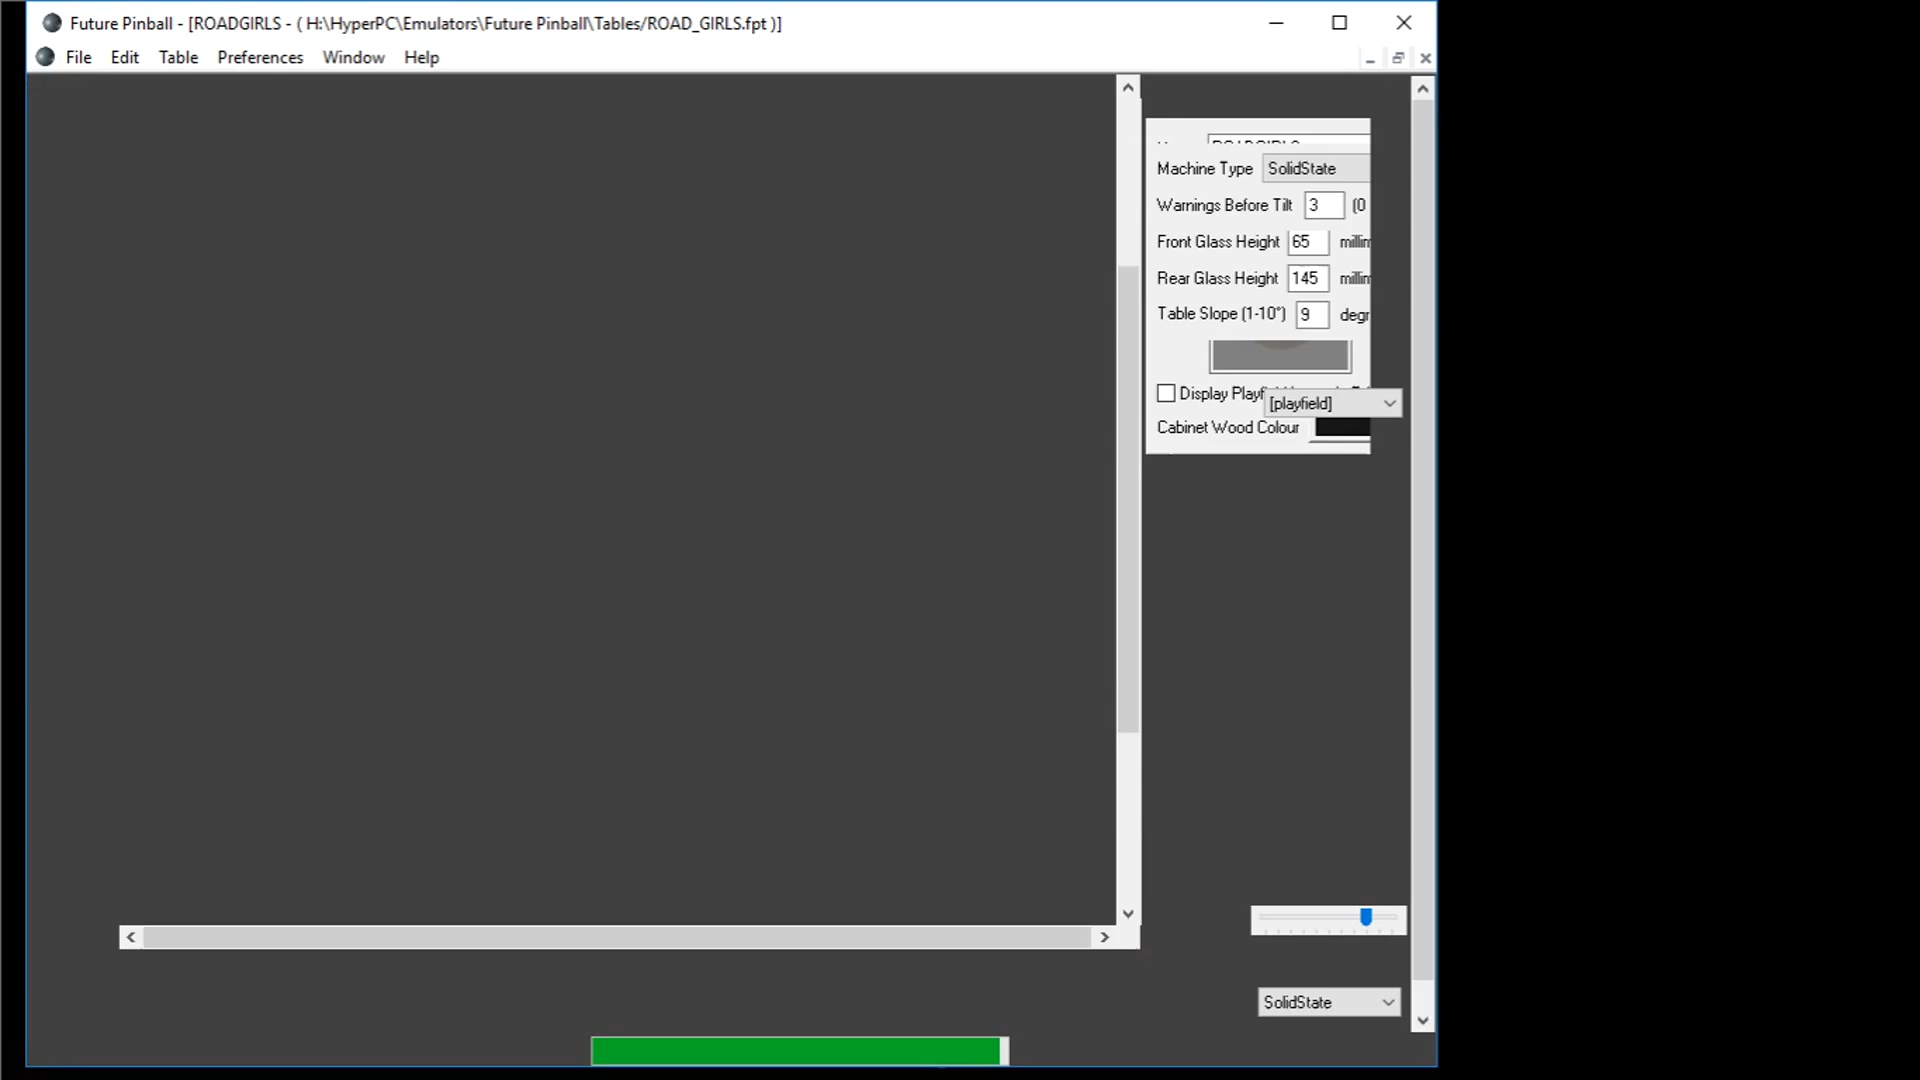 Future Pinball - [ROADGIRLS - ( H:\HyperPC\Emulators\Future Pinball\Tables/ROAD_GIRLS.fpt )]
File Edit Table Preferences Window Help
Machine Type SolidState
Warnings Before Tilt 3 (0
Front Glass Height 65
Rear Glass Height 145
Table Slope (1-10°) 9 degr
Display Playf
[playfield]
Cabinet Wood Colour
SolidState